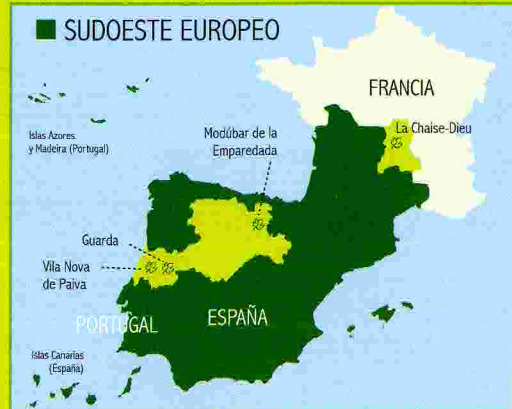 SUDOESTE EUROPEO
FRANCIA
La Chaise-Dieu
Islas Azores
y Madeira (Portugal)
Modúbar de la
Emparedada
Guarda
Vila Nova
de Paiva
PORTUGAL
ESPAÑA
Islas Canarias
(España)